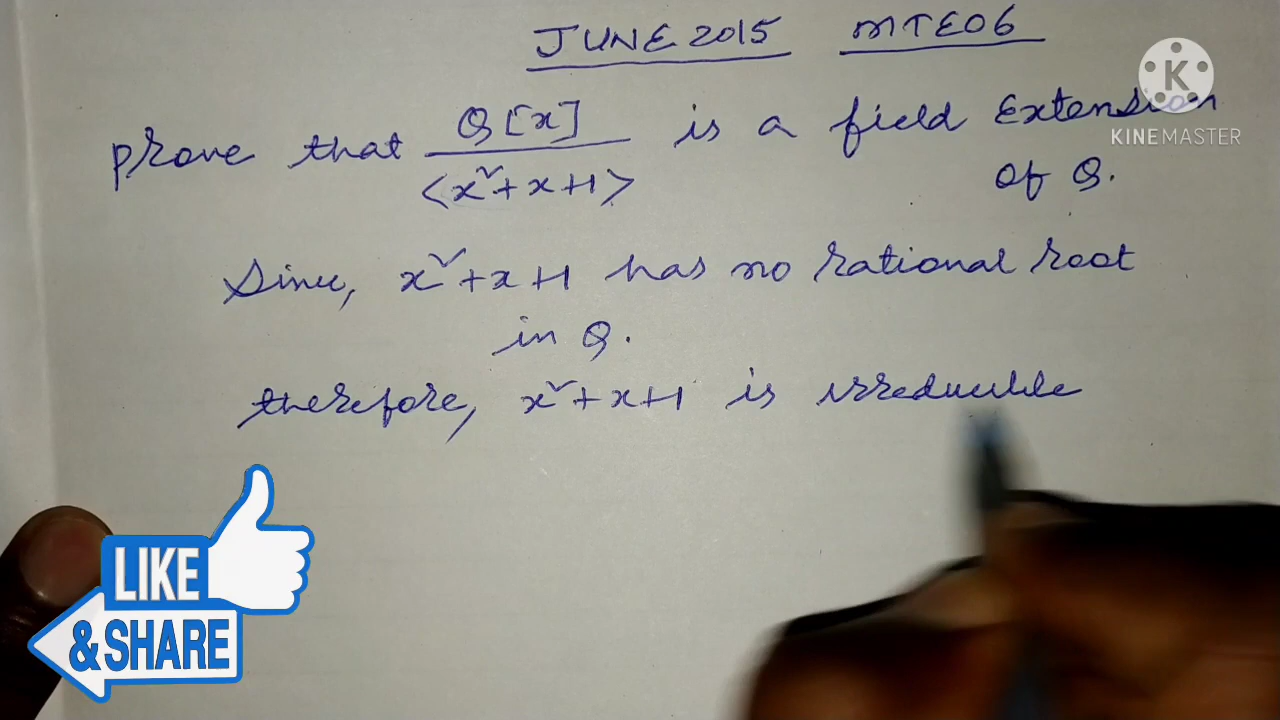 JUNE 2015 MTE06
prove that Q[x] / <x²+x+1> is a field Extension
of Q.
Since, x²+x+1 has no rational root
in Q.
therefore, x²+x+1 is irreducible
K
KINEMASTER
LIKE
& SHARE